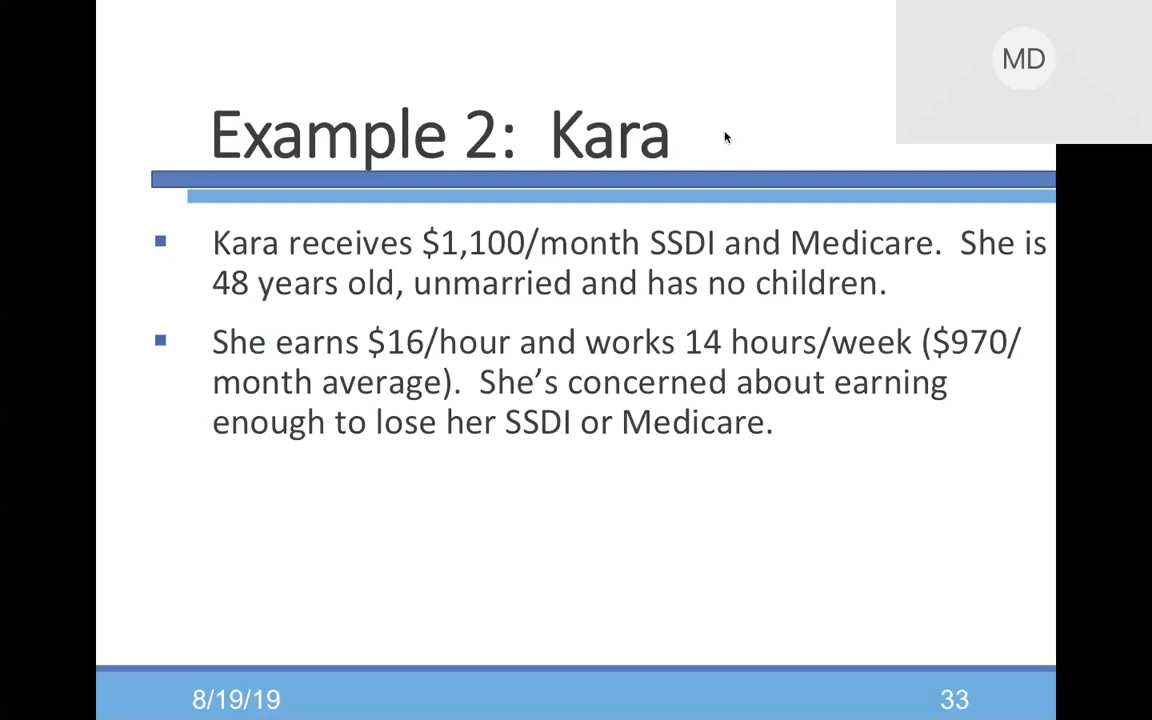 MD
Example 2:  Kara
▪ Kara receives $1,100/month SSDI and Medicare.  She is
48 years old, unmarried and has no children.
▪ She earns $16/hour and works 14 hours/week ($970/
month average).  She’s concerned about earning
enough to lose her SSDI or Medicare.
8/19/19
33